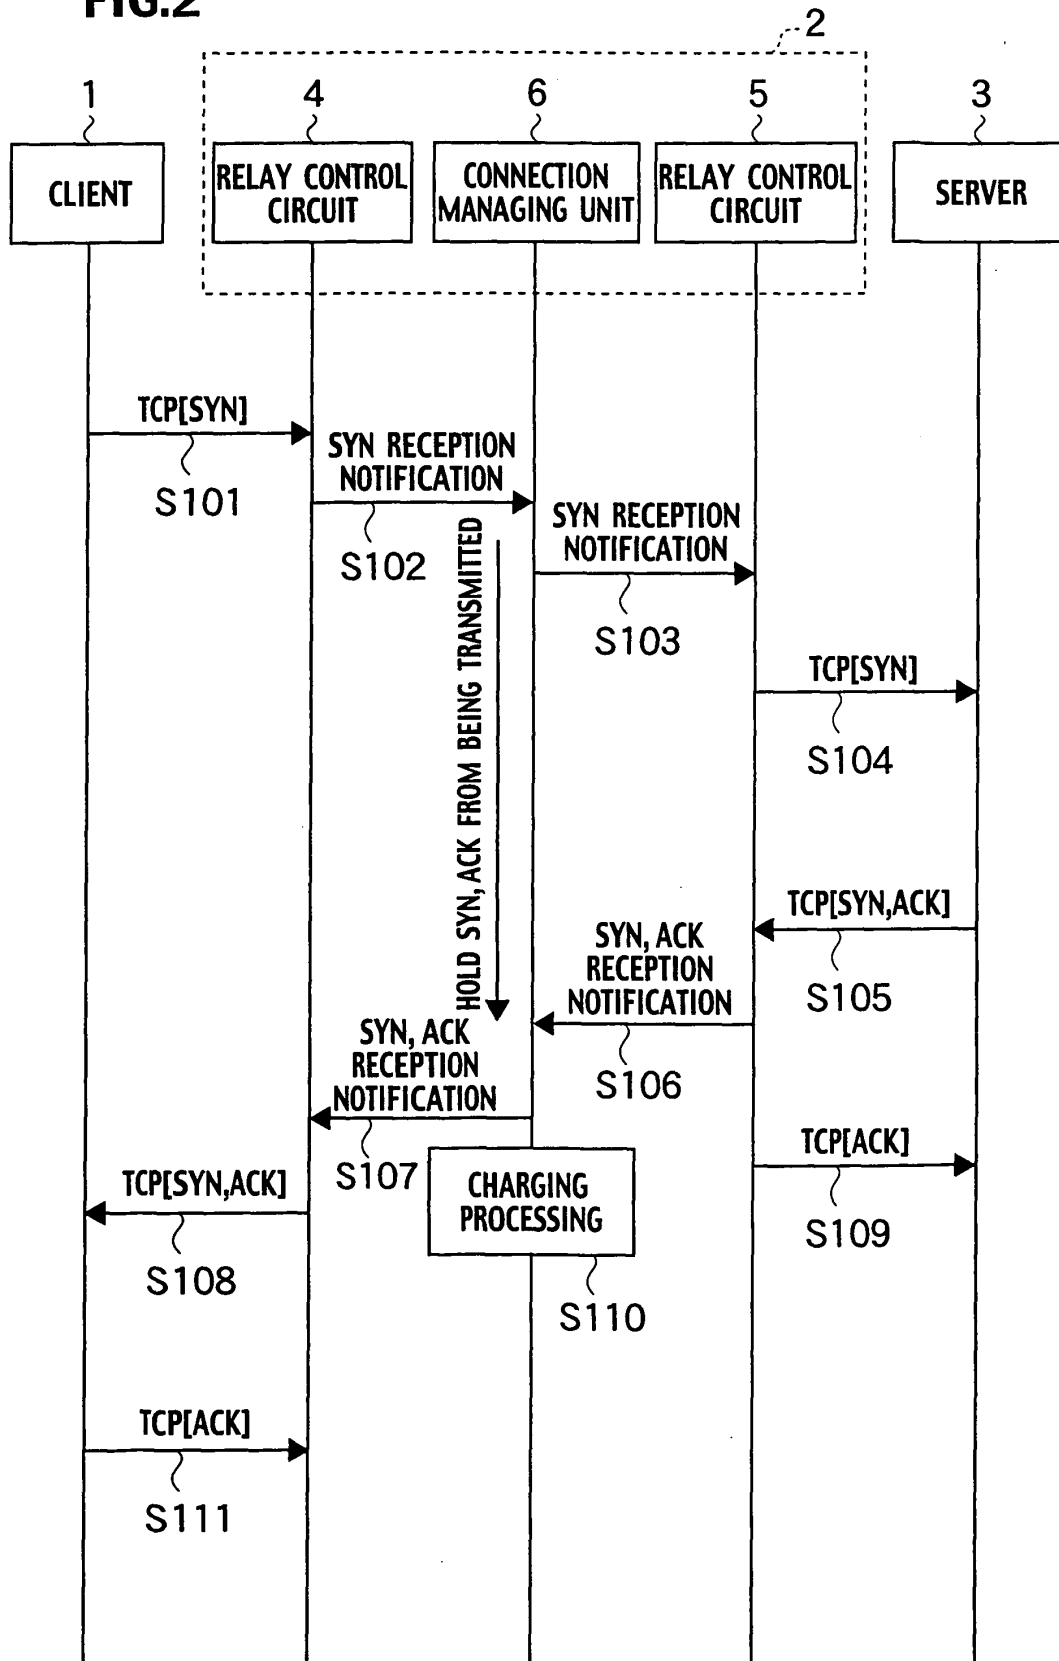 FIG.2
2
1
4
6
5
3
CLIENT
RELAY CONTROL
CIRCUIT
CONNECTION
MANAGING UNIT
RELAY CONTROL
CIRCUIT
SERVER
TCP[SYN]
S101
SYN RECEPTION
NOTIFICATION
S102
SYN RECEPTION
NOTIFICATION
S103
HOLD SYN, ACK FROM BEING TRANSMITTED
TCP[SYN]
S104
TCP[SYN,ACK]
S105
SYN, ACK
RECEPTION
NOTIFICATION
S106
SYN, ACK
RECEPTION
NOTIFICATION
S107
TCP[ACK]
S109
TCP[SYN,ACK]
S108
CHARGING
PROCESSING
S110
TCP[ACK]
S111